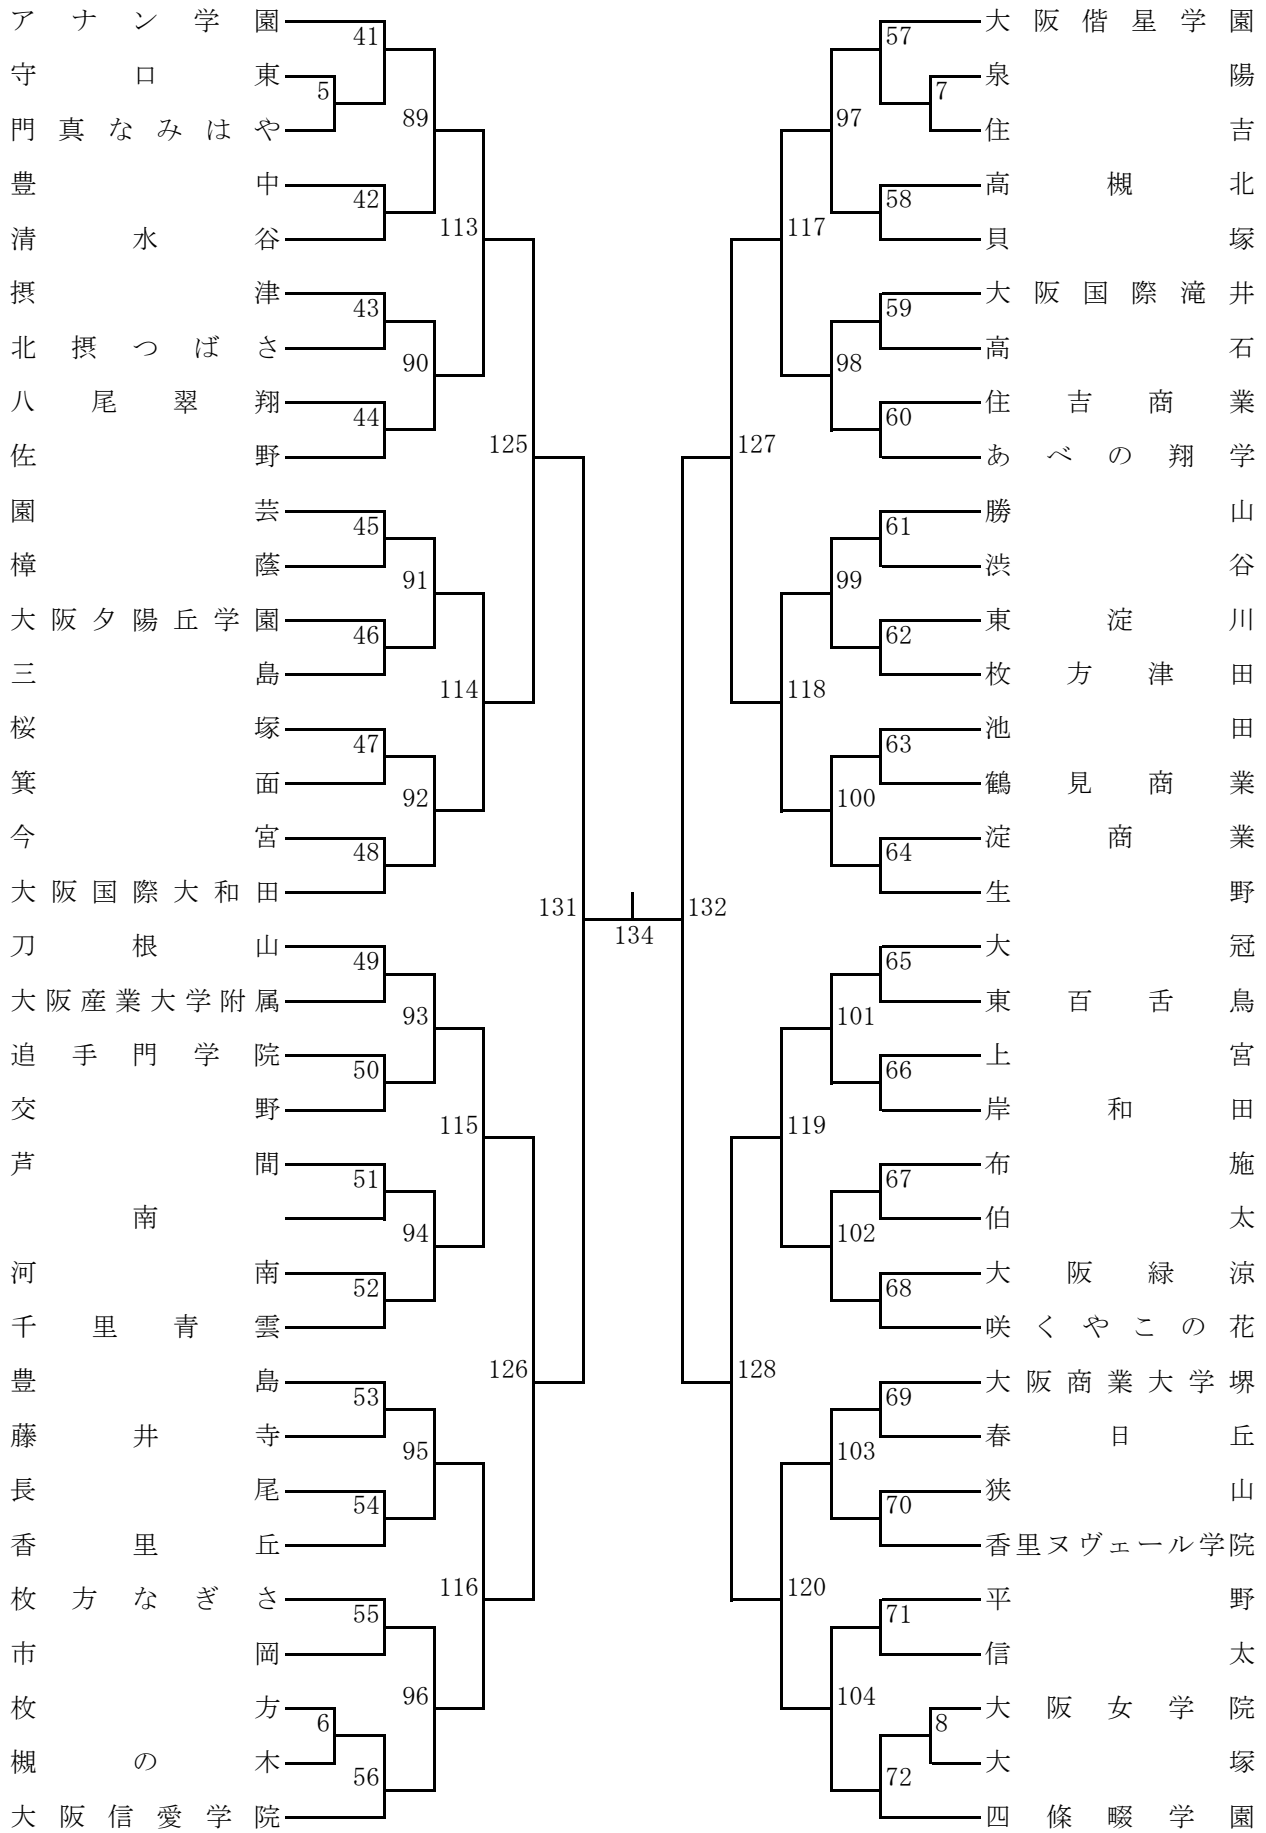 アナン学園
41
守口東
5
門真なみはや
89
豊中
42
清水谷
113
摂津
43
北摂つばさ
90
八尾翠翔
44
佐野
125
園芸
45
樟蔭
91
大阪夕陽丘学園
46
三島
114
桜塚
47
箕面
92
今宮
48
大阪国際大和田
131
刀根山
49
大阪産業大学附属
93
追手門学院
50
交野
115
芦間
51
南
94
河南
52
千里青雲
126
豊島
53
藤井寺
95
長尾
54
香里丘
116
枚方なぎさ
55
市岡
96
枚方
6
槻の木
56
大阪信愛学院
134
大阪偕星学園
57
泉陽
7
住吉
97
高槻北
58
貝塚
117
大阪国際滝井
59
高石
98
住吉商業
60
あべの翔学
127
勝山
61
渋谷
99
東淀川
62
枚方津田
118
池田
63
鶴見商業
100
淀商業
64
生野
132
大冠
65
東百舌鳥
101
上宮
66
岸和田
119
布施
67
伯太
102
大阪緑涼
68
咲くやこの花
128
大阪商業大学堺
69
春日丘
103
狭山
70
香里ヌヴェール学院
120
平野
71
信太
104
大阪女学院
8
大塚
72
四條畷学園